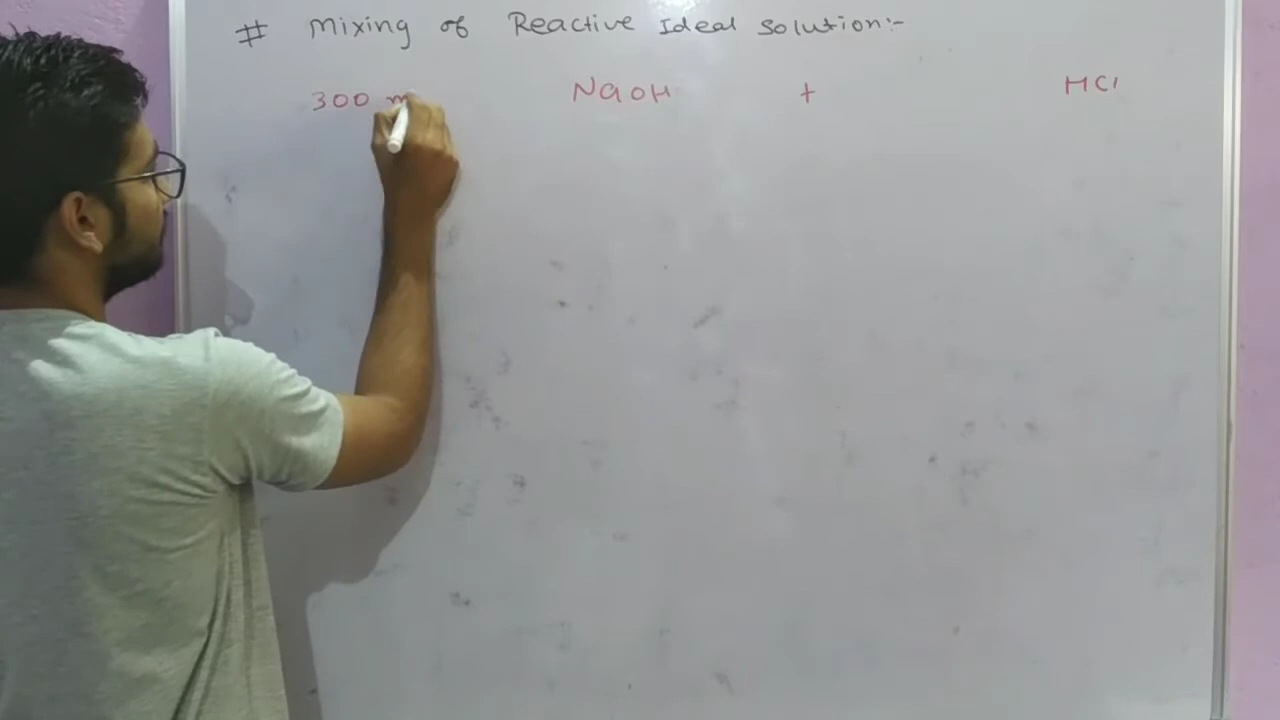 # Mixing of Reactive Ideal Solution:-
300 m NaOH + HCl